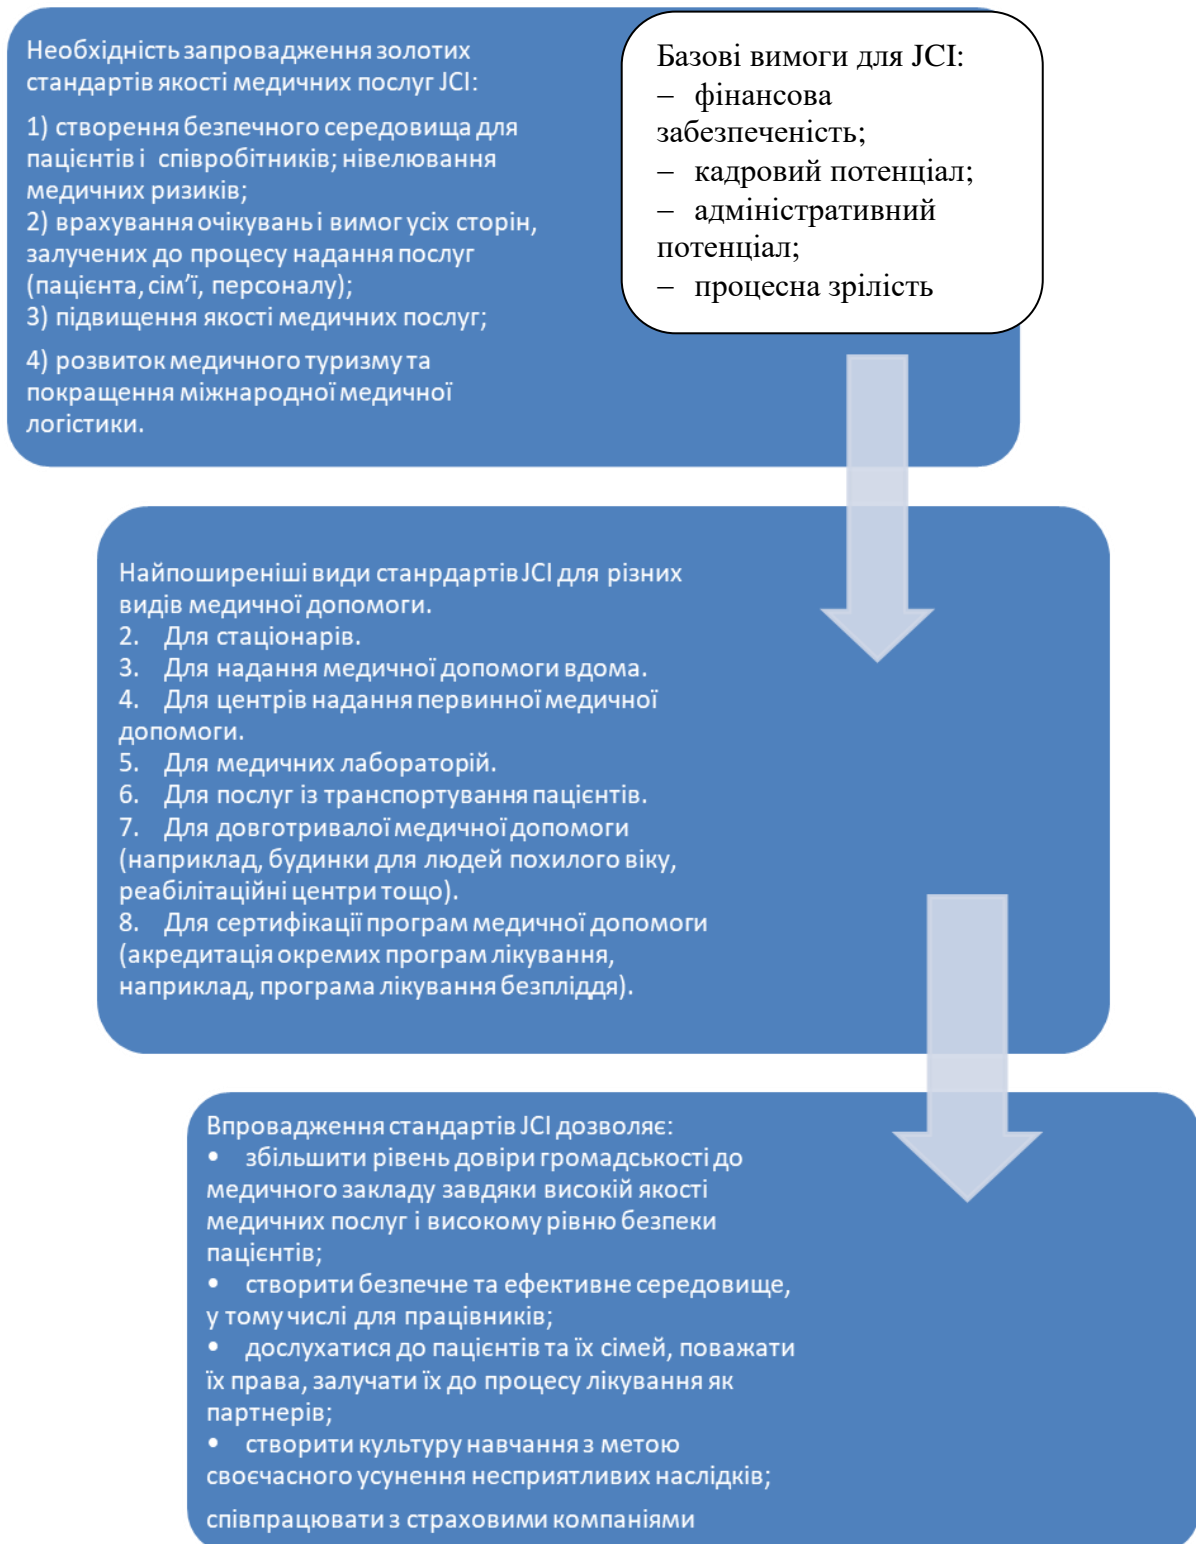 Необхідність запровадження золотих
стандартів якості медичних послуг JCI:
1) створення безпечного середовища для
пацієнтів і співробітників; нівелювання
медичних ризиків;
2) врахування очікувань і вимог усіх сторін,
залучених до процесу надання послуг
(пацієнта, сім’ї, персоналу);
3) підвищення якості медичних послуг;
4) розвиток медичного туризму та
покращення міжнародної медичної
логістики.
Базові вимоги для JCI:
– фінансова
забезпеченість;
– кадровий потенціал;
– адміністративний
потенціал;
– процесна зрілість
Найпоширеніші види станрдартів JCI для різних
видів медичної допомоги.
2. Для стаціонарів.
3. Для надання медичної допомоги вдома.
4. Для центрів надання первинної медичної
допомоги.
5. Для медичних лабораторій.
6. Для послуг із транспортування пацієнтів.
7. Для довготривалої медичної допомоги
(наприклад, будинки для людей похилого віку,
реабілітаційні центри тощо).
8. Для сертифікації програм медичної допомоги
(акредитація окремих програм лікування,
наприклад, програма лікування безпліддя).
Впровадження стандартів JCI дозволяє:
• збільшити рівень довіри громадськості до
медичного закладу завдяки високій якості
медичних послуг і високому рівню безпеки
пацієнтів;
• створити безпечне та ефективне середовище,
у тому числі для працівників;
• дослухатися до пацієнтів та їх сімей, поважати
їх права, залучати їх до процесу лікування як
партнерів;
• створити культуру навчання з метою
своєчасного усунення несприятливих наслідків;
співпрацювати з страховими компаніями